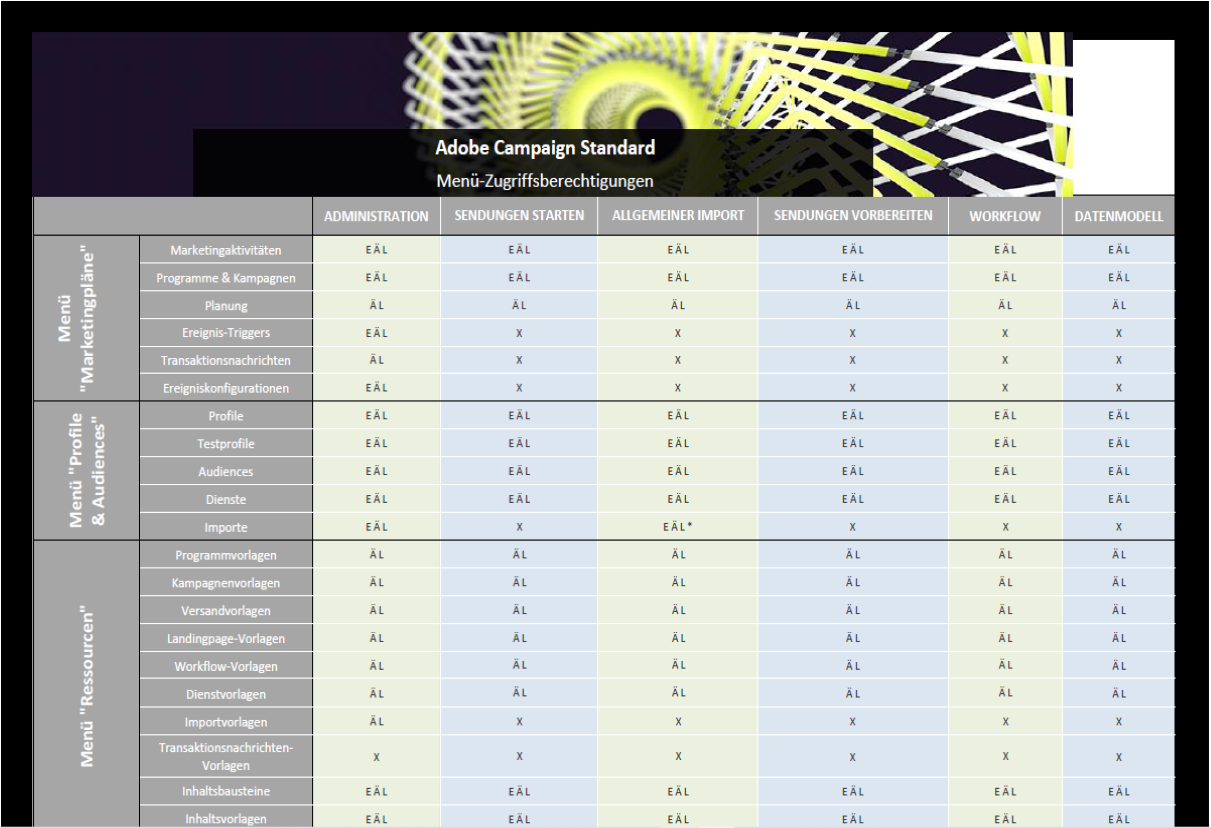 Adobe Campaign Standard
Menü-Zugriffsberechtigungen
ADMINISTRATION SENDUNGEN STARTEN ALLGEMEINER IMPORT SENDUNGEN VORBEREITEN WORKFLOW DATENMODELL
Menü
"Marketingpläne"
Marketingaktivitäten E Ä L E Ä L E Ä L E Ä L E Ä L E Ä L
Programme & Kampagnen E Ä L E Ä L E Ä L E Ä L E Ä L E Ä L
Planung Ä L Ä L Ä L Ä L Ä L Ä L
Ereignis-Triggers E Ä L X X X X X
Transaktionsnachrichten Ä L X X X X X
Ereigniskonfigurationen E Ä L X X X X X
Menü "Profile
& Audiences"
Profile E Ä L E Ä L E Ä L E Ä L E Ä L E Ä L
Testprofile E Ä L E Ä L E Ä L E Ä L E Ä L E Ä L
Audiences E Ä L E Ä L E Ä L E Ä L E Ä L E Ä L
Dienste E Ä L E Ä L E Ä L E Ä L E Ä L E Ä L
Importe E Ä L X E Ä L * X X X
Menü "Ressourcen"
Programmvorlagen Ä L Ä L Ä L Ä L Ä L Ä L
Kampagnenvorlagen Ä L Ä L Ä L Ä L Ä L Ä L
Versandvorlagen Ä L Ä L Ä L Ä L Ä L Ä L
Landingpage-Vorlagen Ä L Ä L Ä L Ä L Ä L Ä L
Workflow-Vorlagen Ä L Ä L Ä L Ä L Ä L Ä L
Dienstvorlagen Ä L Ä L Ä L Ä L Ä L Ä L
Importvorlagen Ä L X X X X X
Transaktionsnachrichten-
Vorlagen X X X X X X
Inhaltsbausteine E Ä L E Ä L E Ä L E Ä L E Ä L E Ä L
Inhaltsvorlagen E Ä L E Ä L E Ä L E Ä L E Ä L E Ä L